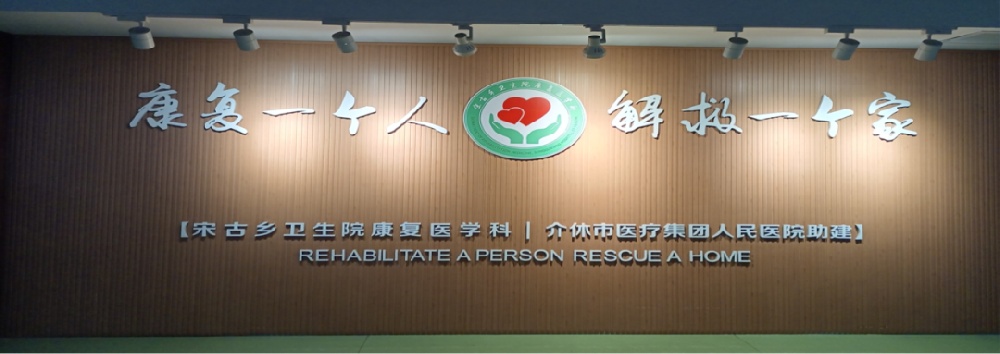 康复一个人 解救一个家
【宋古乡卫生院康复医学科丨介休市医疗集团人民医院助建】
REHABILITATE A PERSON RESCUE A HOME